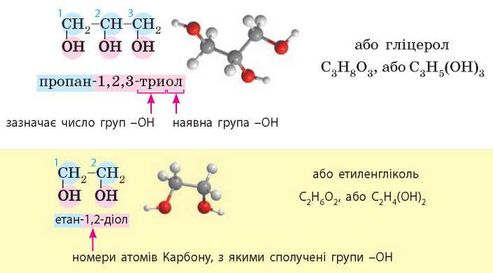 1 2 3
CH₂–CH–CH₂
OH OH OH
пропан-1,2,3-триол
зазначає число груп –OH наявна група –OH
або гліцерол
C₃H₈O₃, або C₃H₅(OH)₃
1 2
CH₂–CH₂
OH OH
етан-1,2-діол
або етиленгліколь
C₂H₆O₂, або C₂H₄(OH)₂
номери атомів Карбону, з якими сполучені групи –OH